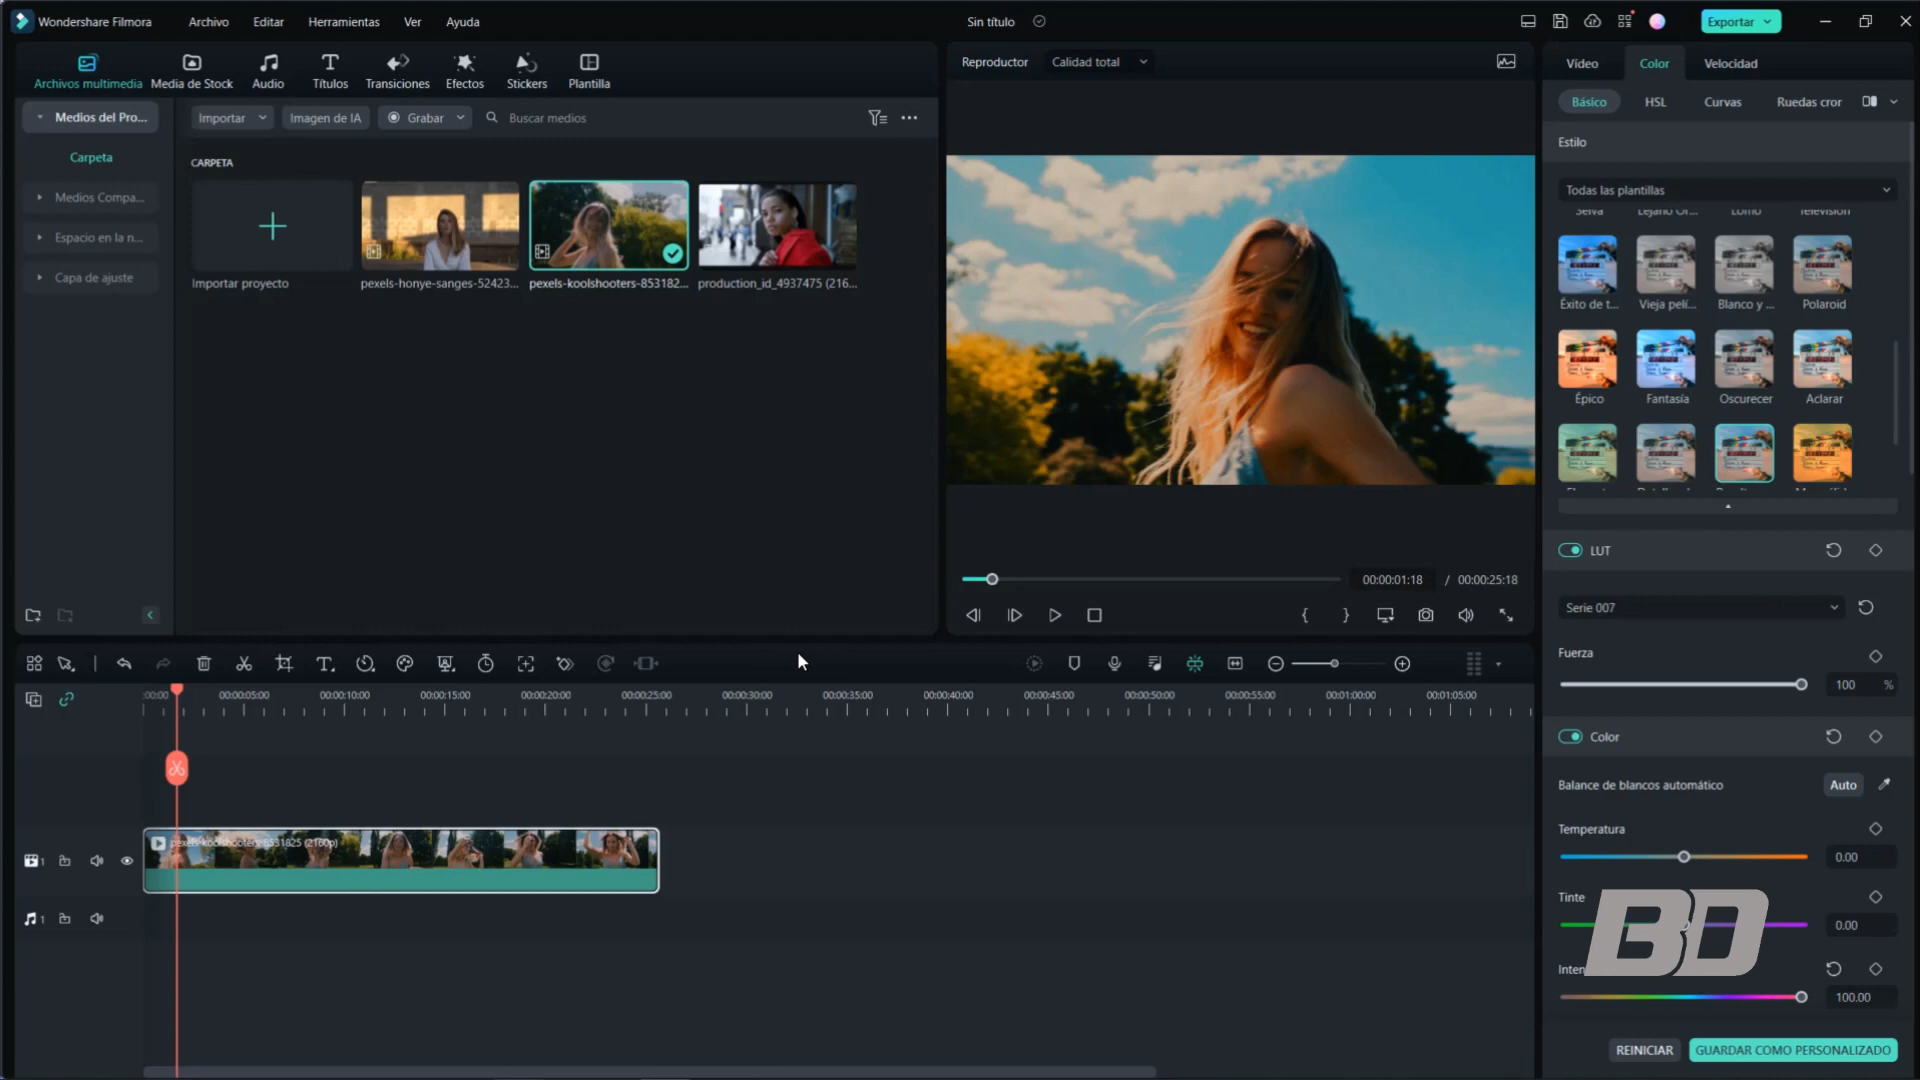 Wondershare Filmora
Archivo
Editar
Herramientas
Ver
Ayuda
Sin título
Exportar
Archivos multimedia
Media de Stock
Audio
Títulos
Transiciones
Efectos
Stickers
Plantilla
Medios del Pro...
Carpeta
Medios Compa...
Espacio en la n...
Capa de ajuste
Importar
Imagen de IA
Grabar
Buscar medios
CARPETA
Importar proyecto
pexels-honye-sanges-52423...
pexels-koolshooters-853182...
production_id_4937475 (216...
Reproductor
Calidad total
00:00:01:18 / 00:00:25:18
{ }
Video
Color
Velocidad
Básico
HSL
Curvas
Ruedas cror
Estilo
Todas las plantillas
Selva
Lejano Or...
Lomo
Television
Éxito de t...
Vieja pelí...
Blanco y ...
Polaroid
Épico
Fantasía
Oscurecer
Aclarar
LUT
Serie 007
Fuerza
100 %
Color
Balance de blancos automático
Auto
Temperatura
0.00
Tinte
0.00
Inten
100.00
BD
REINICIAR
GUARDAR COMO PERSONALIZADO
:00:00 00:00:05:00 00:00:10:00 00:00:15:00 00:00:20:00 00:00:25:00 00:00:30:00 00:00:35:00 00:00:40:00 00:00:45:00 00:00:50:00 00:00:55:00 00:01:00:00 00:01:05:00
pexels-koolshooters-8531825 (2160p)
1
1